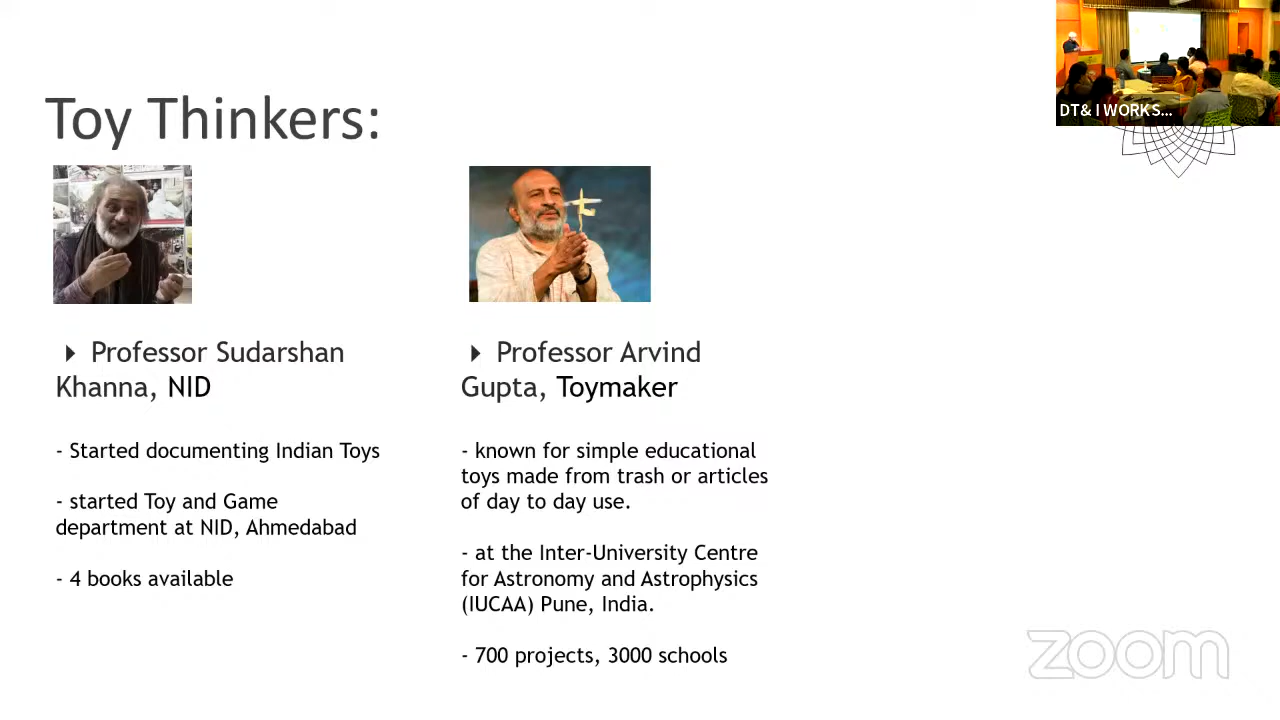 DT& I WORKS...
Toy Thinkers:
Professor Sudarshan
Khanna, NID
- Started documenting Indian Toys
- started Toy and Game
department at NID, Ahmedabad
- 4 books available
Professor Arvind
Gupta, Toymaker
- known for simple educational
toys made from trash or articles
of day to day use.
- at the Inter-University Centre
for Astronomy and Astrophysics
(IUCAA) Pune, India.
- 700 projects, 3000 schools
zoom